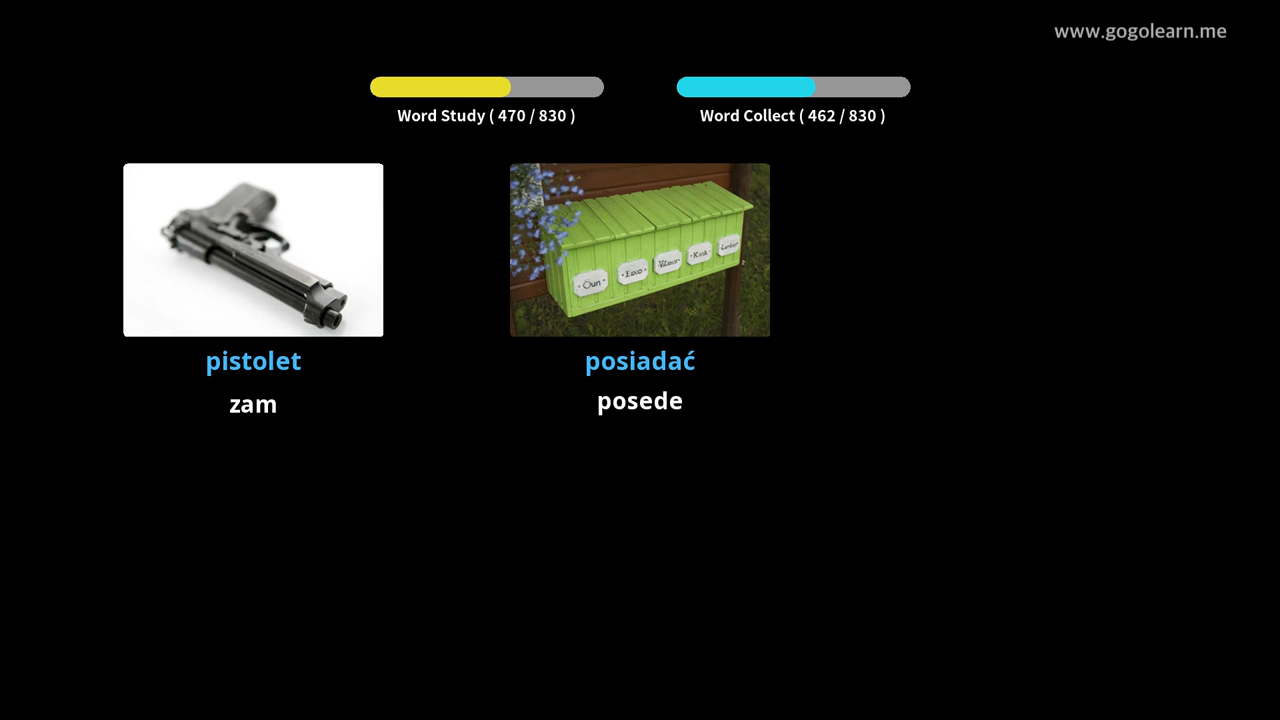 www.gogolearn.me
Word Study ( 470 / 830 )
Word Collect ( 462 / 830 )
pistolet
posiadać
zam
posede